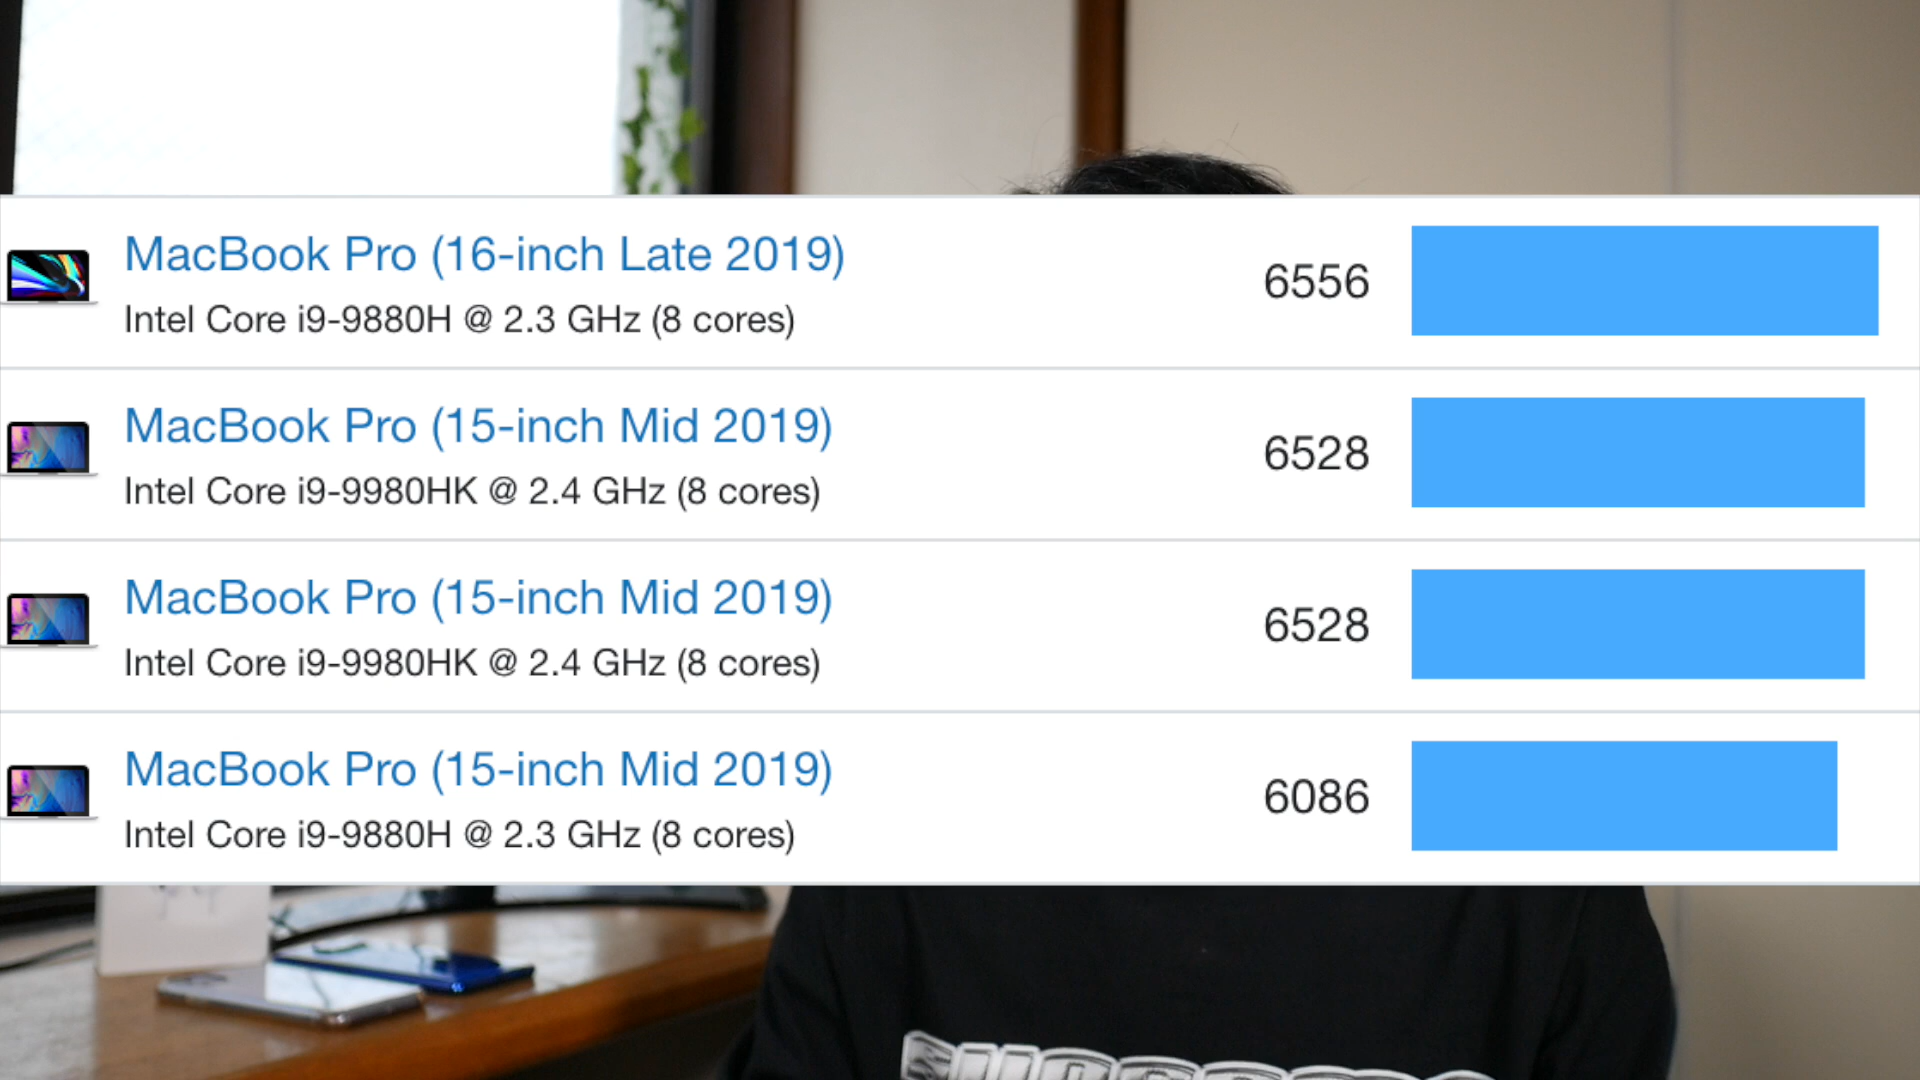 MacBook Pro (16-inch Late 2019)
Intel Core i9-9880H @ 2.3 GHz (8 cores)
6556
MacBook Pro (15-inch Mid 2019)
Intel Core i9-9980HK @ 2.4 GHz (8 cores)
6528
MacBook Pro (15-inch Mid 2019)
Intel Core i9-9980HK @ 2.4 GHz (8 cores)
6528
MacBook Pro (15-inch Mid 2019)
Intel Core i9-9880H @ 2.3 GHz (8 cores)
6086